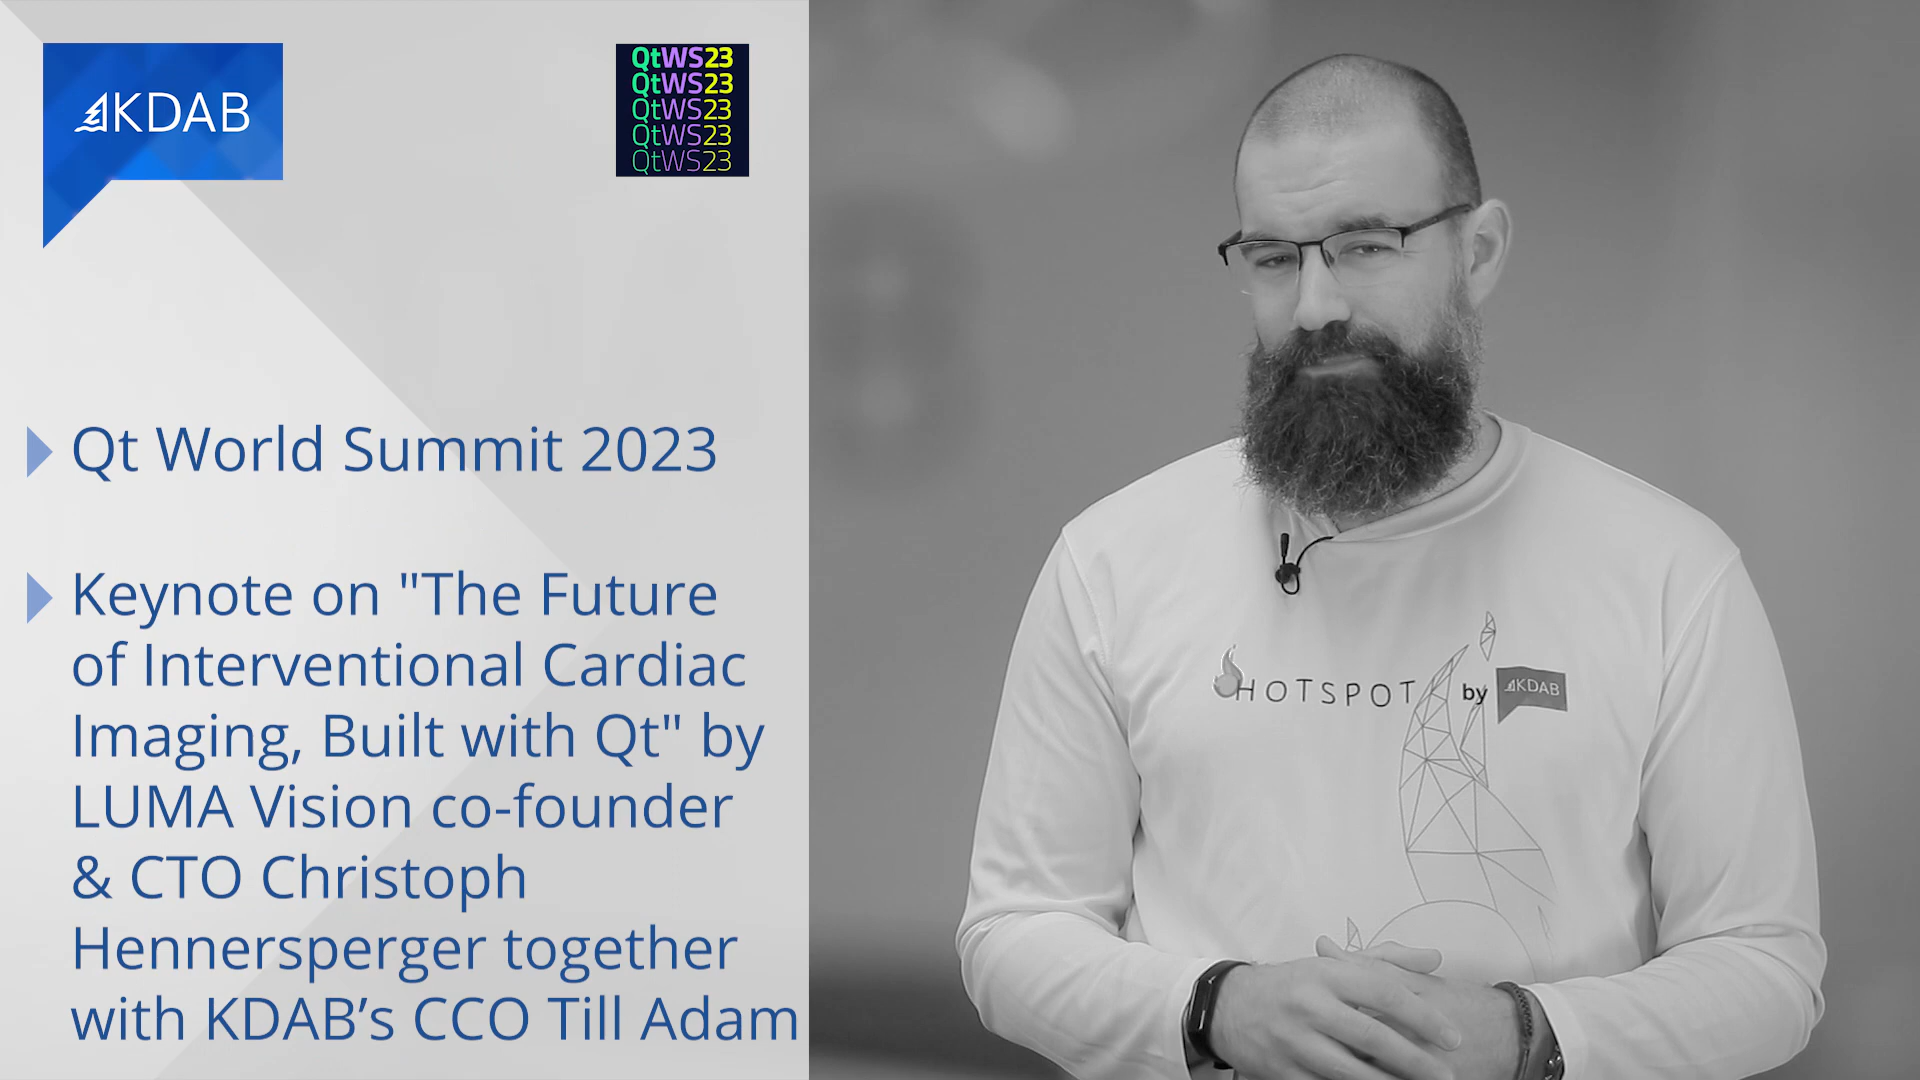 KDAB
QtWS23
QtWS23
QtWS23
QtWS23
QtWS23
Qt World Summit 2023
Keynote on "The Future
of Interventional Cardiac
Imaging, Built with Qt" by
LUMA Vision co-founder
& CTO Christoph
Hennersperger together
with KDAB’s CCO Till Adam
HOTSPOT by KDAB